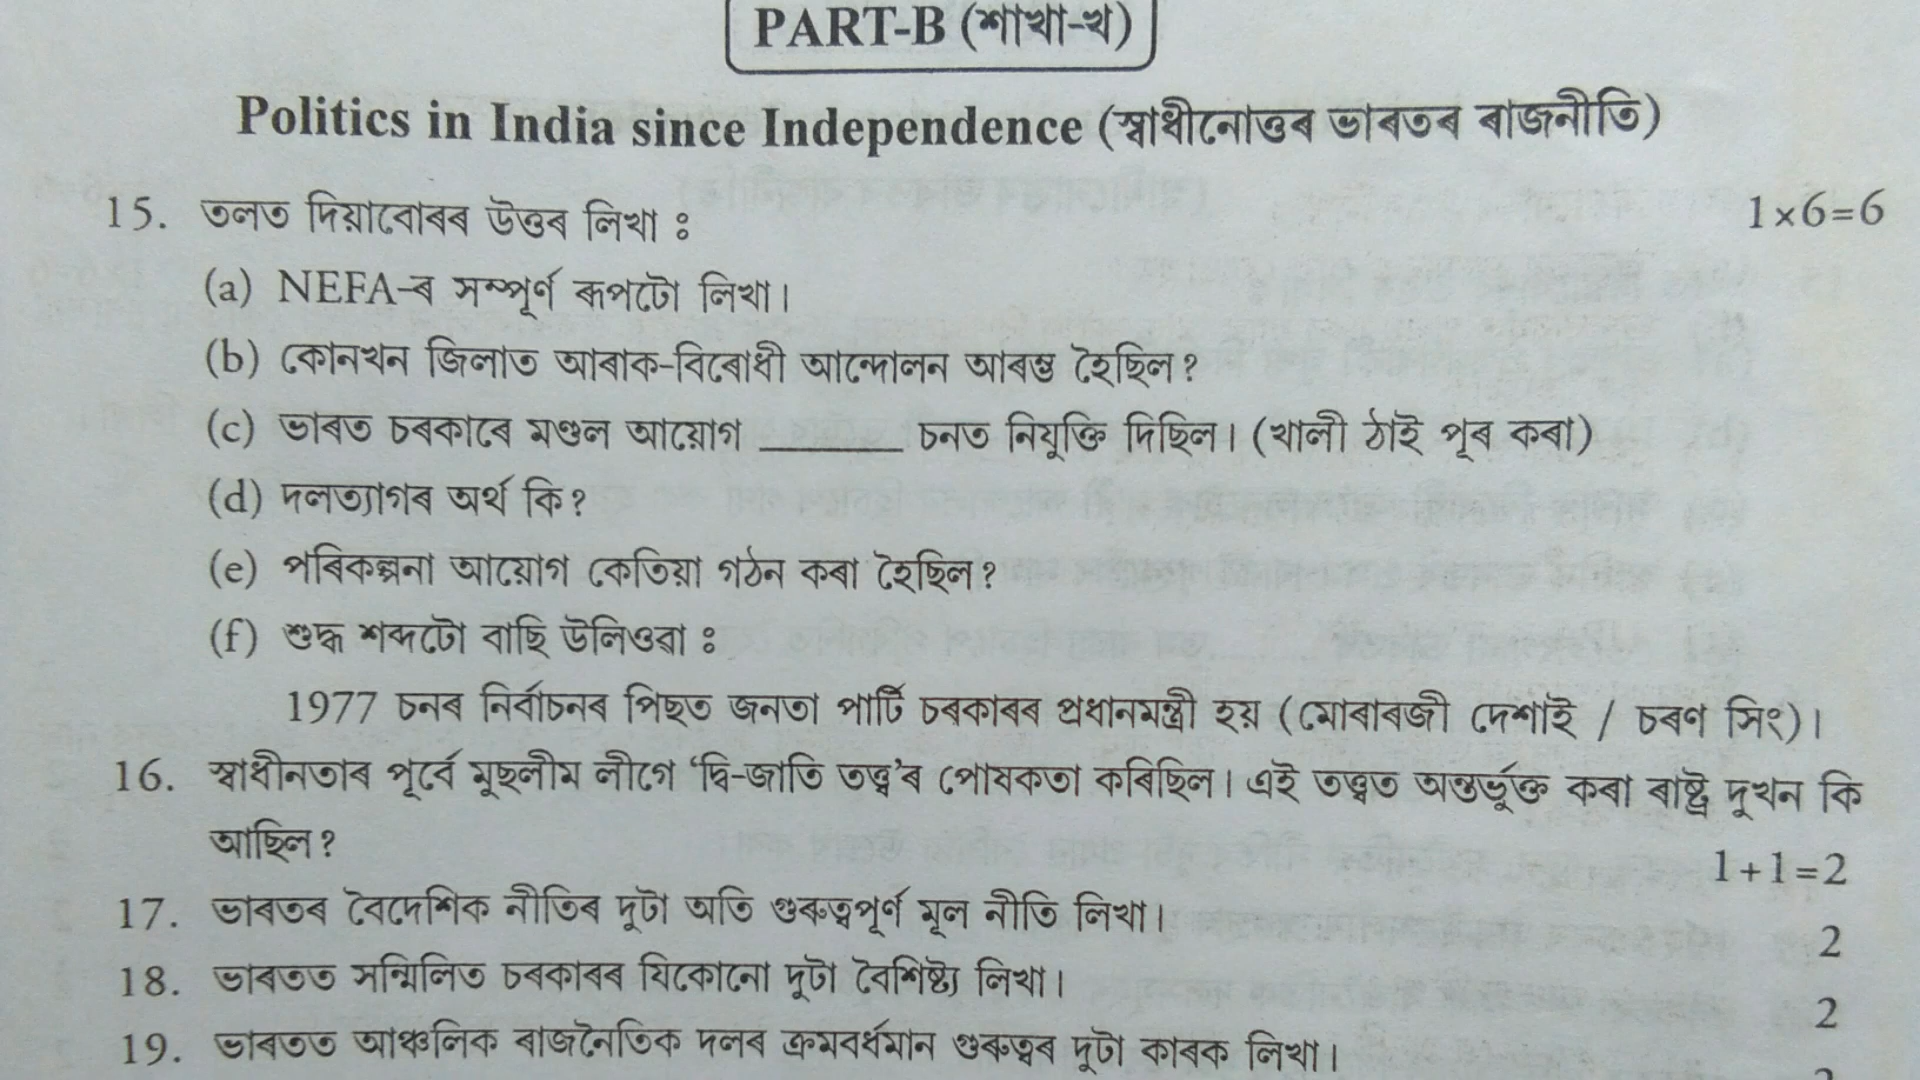 PART-B (শাখা-খ)
Politics in India since Independence (স্বাধীনোত্তৰ ভাৰতৰ ৰাজনীতি)
15. তলত দিয়াবোৰৰ উত্তৰ লিখা ঃ 1×6=6
(a) NEFA-ৰ সম্পূৰ্ণ ৰূপটো লিখা।
(b) কোনখন জিলাত আৰাক-বিৰোধী আন্দোলন আৰম্ভ হৈছিল?
(c) ভাৰত চৰকাৰে মণ্ডল আয়োগ ______ চনত নিযুক্তি দিছিল। (খালী ঠাই পূৰ কৰা)
(d) দলত্যাগৰ অৰ্থ কি?
(e) পৰিকল্পনা আয়োগ কেতিয়া গঠন কৰা হৈছিল?
(f) শুদ্ধ শব্দটো বাছি উলিওৱা ঃ
1977 চনৰ নিৰ্বাচনৰ পিছত জনতা পাৰ্টি চৰকাৰৰ প্ৰধানমন্ত্ৰী হয় (মোৰাৰজী দেশাই / চৰণ সিং)।
16. স্বাধীনতাৰ পূৰ্বে মুছলীম লীগে ‘দ্বি-জাতি তত্ত্ব’ৰ পোষকতা কৰিছিল। এই তত্ত্বত অন্তৰ্ভূক্ত কৰা ৰাষ্ট্ৰ দুখন কি
আছিল? 1+1=2
17. ভাৰতৰ বৈদেশিক নীতিৰ দুটা অতি গুৰুত্বপূৰ্ণ মূল নীতি লিখা। 2
18. ভাৰতত সন্মিলিত চৰকাৰৰ যিকোনো দুটা বৈশিষ্ট্য লিখা। 2
19. ভাৰতত আঞ্চলিক ৰাজনৈতিক দলৰ ক্ৰমবৰ্ধমান গুৰুত্বৰ দুটা কাৰক লিখা।